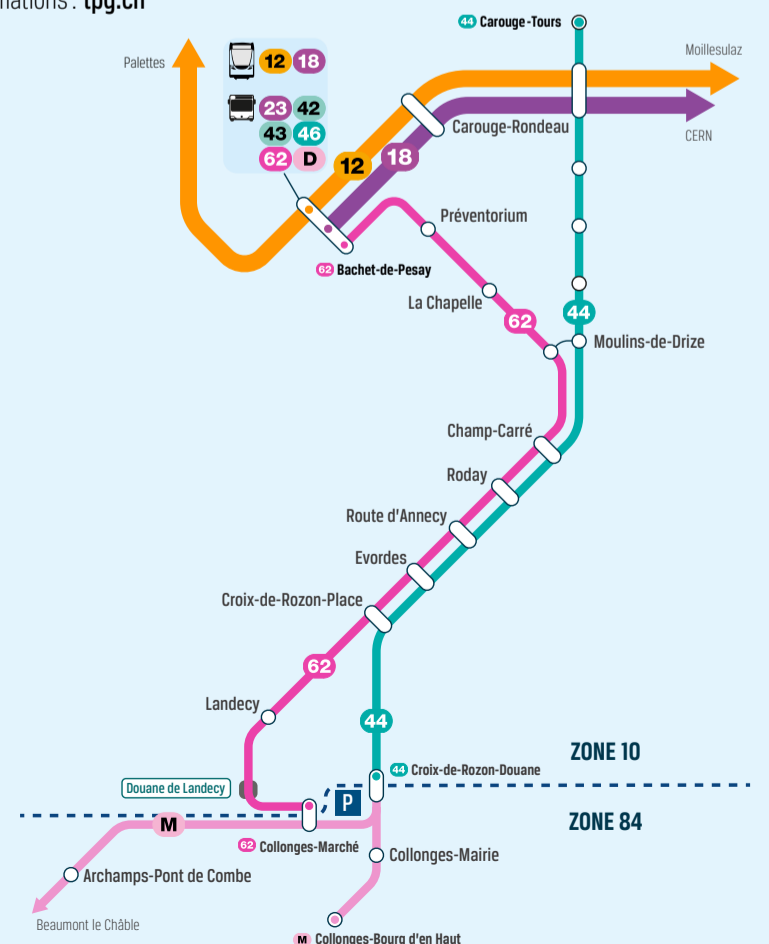 nations : tpg.ch
44 Carouge-Tours
Palettes
12 18
Moillesulaz
23 42
43 46
62 D
Carouge-Rondeau
CERN
12 18
Préventorium
62 Bachet-de-Pesay
La Chapelle
62
44
Moulins-de-Drize
Champ-Carré
Roday
Route d'Annecy
Evordes
Croix-de-Rozon-Place
62
Landecy
44
ZONE 10
44 Croix-de-Rozon-Douane
Douane de Landecy
P
M
ZONE 84
62 Collonges-Marché
Collonges-Mairie
Archamps-Pont de Combe
Beaumont le Châble
M Collonges-Bourg d'en Haut